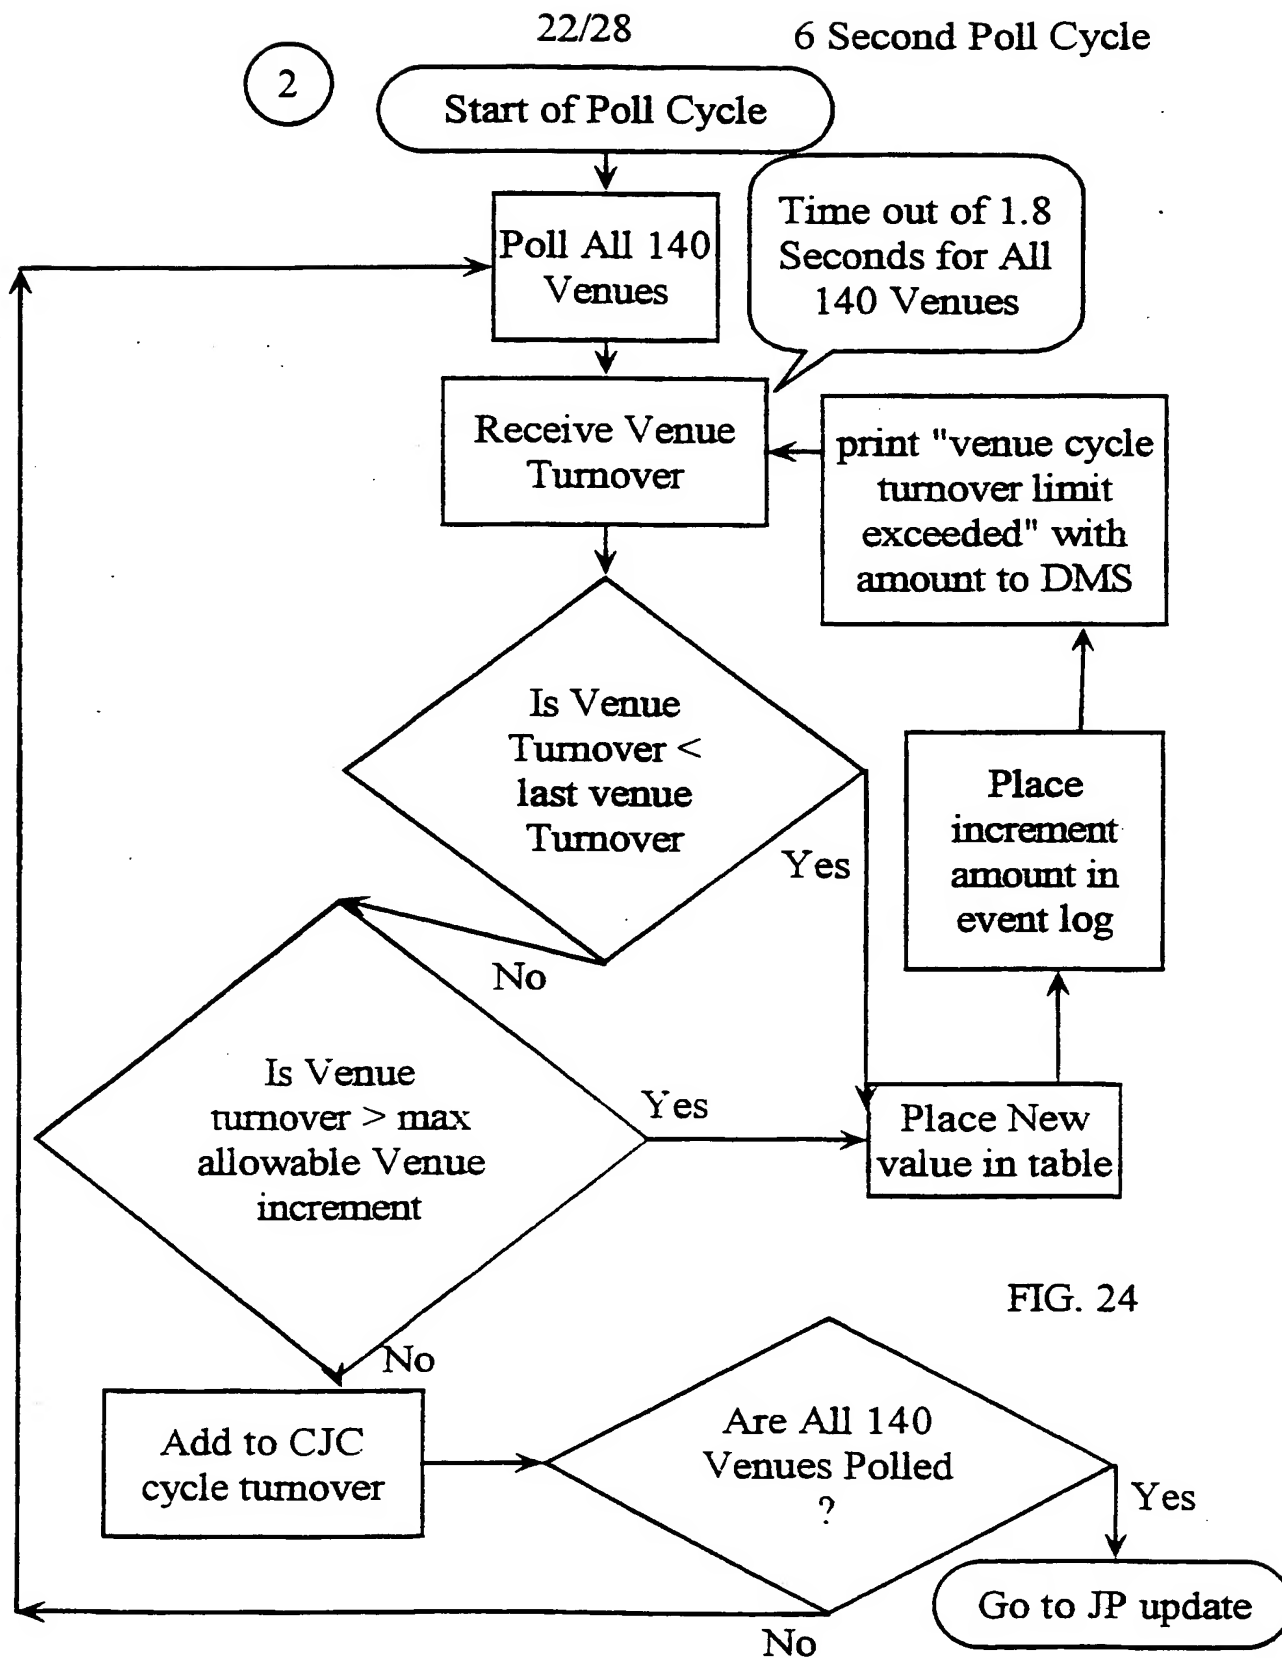 22/28
6 Second Poll Cycle
2
Start of Poll Cycle
Poll All 140
Venues
Time out of 1.8
Seconds for All
140 Venues
Receive Venue
Turnover
print "venue cycle
turnover limit
exceeded" with
amount to DMS
Is Venue
Turnover <
last venue
Turnover
Yes
No
Place
increment
amount in
event log
Is Venue
turnover > max
allowable Venue
increment
Yes
Place New
value in table
No
FIG. 24
Add to CJC
cycle turnover
Are All 140
Venues Polled
?
Yes
Go to JP update
No